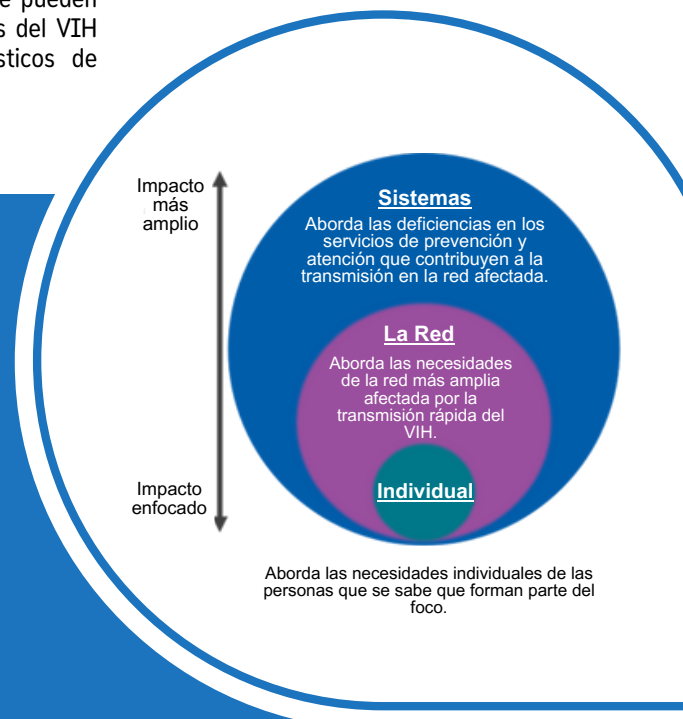 e pueden
s del VIH
sticos de
Impacto
más
amplio
Sistemas
Aborda las deficiencias en los
servicios de prevención y
atención que contribuyen a la
transmisión en la red afectada.
La Red
Aborda las necesidades
de la red más amplia
afectada por la
transmisión rápida del
VIH.
Impacto
enfocado
Individual
Aborda las necesidades individuales de las
personas que se sabe que forman parte del
foco.